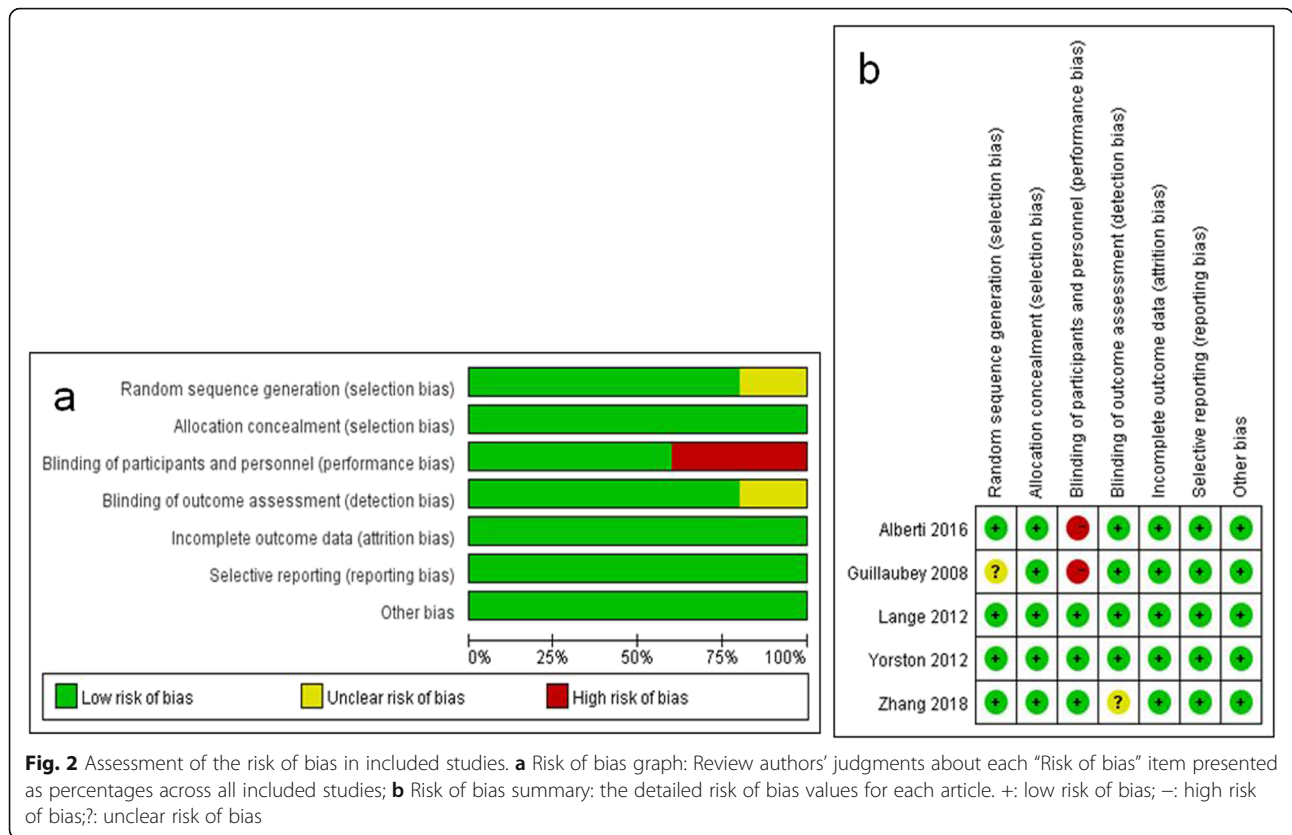 a
Random sequence generation (selection bias)
Allocation concealment (selection bias)
Blinding of participants and personnel (performance bias)
Blinding of outcome assessment (detection bias)
Incomplete outcome data (attrition bias)
Selective reporting (reporting bias)
Other bias
0% 25% 50% 75% 100%
Low risk of bias Unclear risk of bias High risk of bias
b
Random sequence generation (selection bias)
Allocation concealment (selection bias)
Blinding of participants and personnel (performance bias)
Blinding of outcome assessment (detection bias)
Incomplete outcome data (attrition bias)
Selective reporting (reporting bias)
Other bias
Alberti 2016 + + - + + + +
Guillaubey 2008 ? + - + + + +
Lange 2012 + + + + + + +
Yorston 2012 + + + + + + +
Zhang 2018 + + + ? + + +
Fig. 2 Assessment of the risk of bias in included studies. a Risk of bias graph: Review authors’ judgments about each “Risk of bias” item presented
as percentages across all included studies; b Risk of bias summary: the detailed risk of bias values for each article. +: low risk of bias; −: high risk
of bias;?: unclear risk of bias